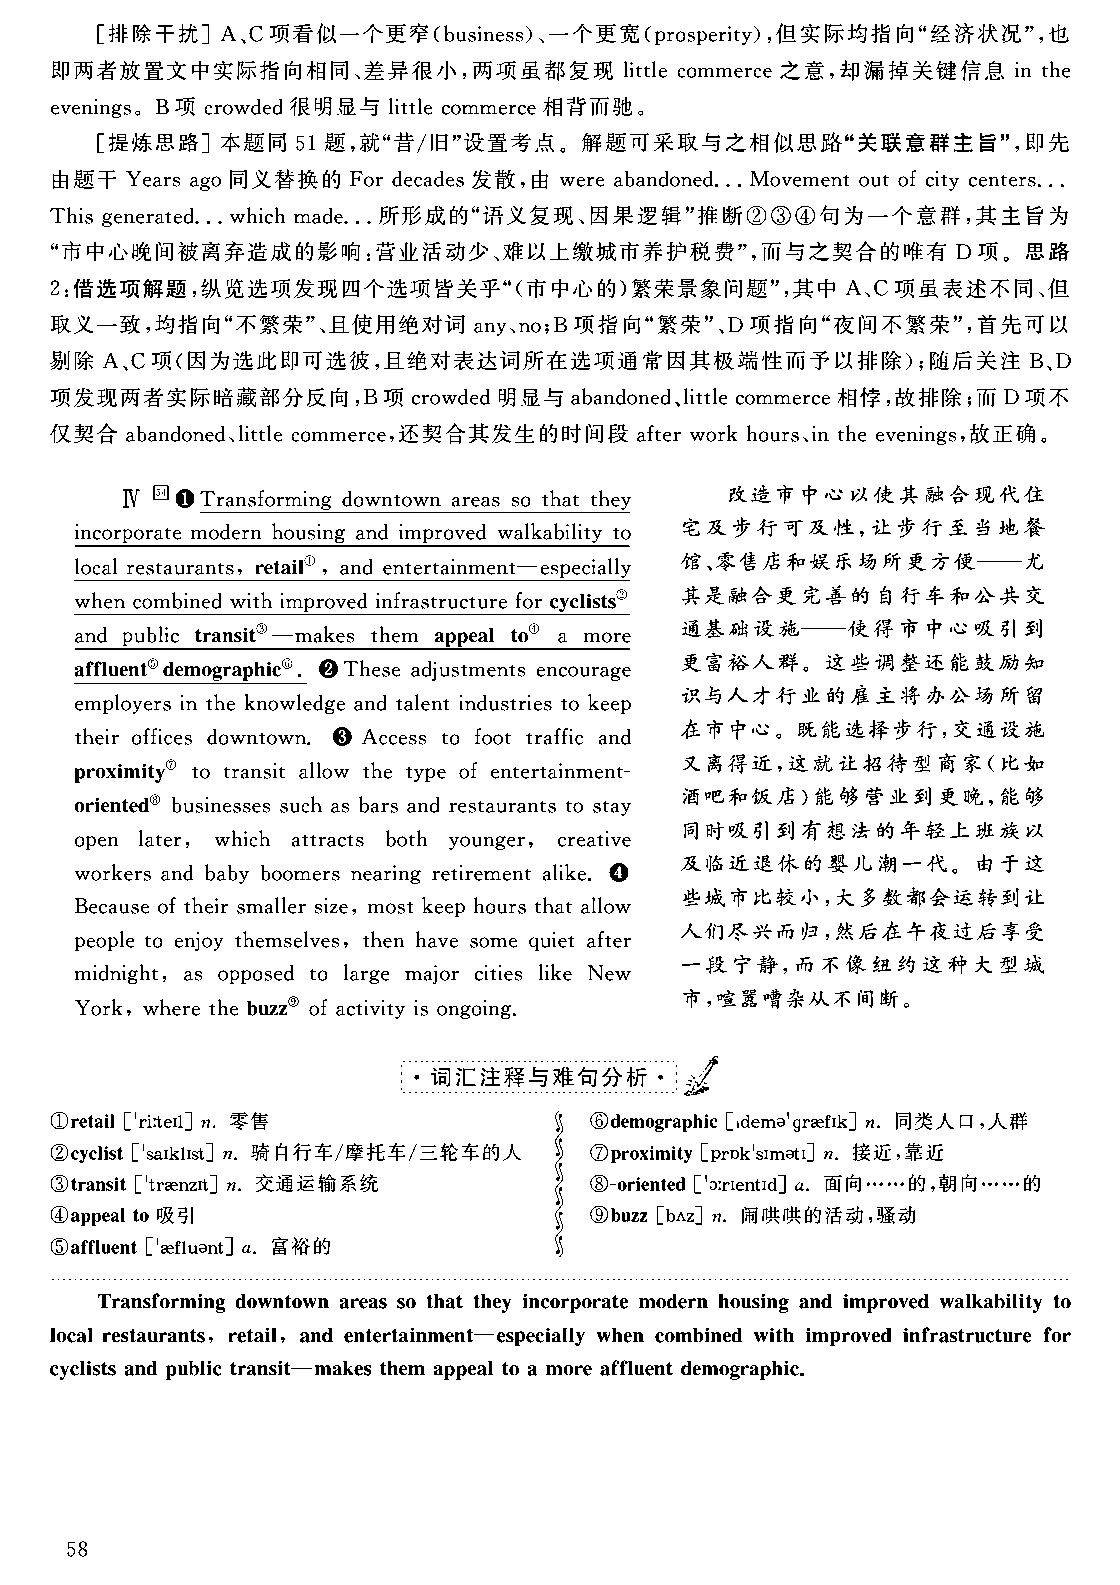 [排除干扰] A、C 项看似一个更窄(business)、一个更宽(prosperity),但实际均指向“经济状况”,也
即两者放置文中实际指向相同、差异很小,两项虽都复现 little commerce 之意,却漏掉关键信息 in the
evenings。B 项 crowded 很明显与 little commerce 相背而驰。
[提炼思路] 本题同 51 题,就“昔/旧”设置考点。解题可采取与之相似思路“关联意群主旨”,即先
由题干 Years ago 同义替换的 For decades 发散,由 were abandoned... Movement out of city centers...
This generated... which made... 所形成的“语义复现、因果逻辑”推断②③④句为一个意群,其主旨为
“市中心晚间被离弃造成的影响:营业活动少、难以上缴城市养护税费”,而与之契合的唯有 D 项。思路
2:借选项解题,纵览选项发现四个选项皆关乎“(市中心的)繁荣景象问题”,其中 A、C 项虽表述不同、但
取义一致,均指向“不繁荣”、且使用绝对词 any、no;B 项指向“繁荣”、D 项指向“夜间不繁荣”,首先可以
剔除 A、C 项(因为选此即可选彼,且绝对表达词所在选项通常因其极端性而予以排除);随后关注 B、D
项发现两者实际暗藏部分反向,B 项 crowded 明显与 abandoned、little commerce 相悖,故排除;而 D 项不
仅契合 abandoned、little commerce,还契合其发生的时间段 after work hours、in the evenings,故正确。
Ⅳ 54 ❶ Transforming downtown areas so that they
incorporate modern housing and improved walkability to
local restaurants, retail①, and entertainment—especially
when combined with improved infrastructure for cyclists②
and public transit③—makes them appeal to④ a more
affluent⑤ demographic⑥. ❷ These adjustments encourage
employers in the knowledge and talent industries to keep
their offices downtown. ❸ Access to foot traffic and
proximity⑦ to transit allow the type of entertainment-
oriented⑧ businesses such as bars and restaurants to stay
open later, which attracts both younger, creative
workers and baby boomers nearing retirement alike. ❹
Because of their smaller size, most keep hours that allow
people to enjoy themselves, then have some quiet after
midnight, as opposed to large major cities like New
York, where the buzz⑨ of activity is ongoing.
改造市中心以使其融合现代住
宅及步行可及性,让步行至当地餐
馆、零售店和娱乐场所更方便——尤
其是融合更完善的自行车和公共交
通基础设施——使得市中心吸引到
更富裕人群。这些调整还能鼓励知
识与人才行业的雇主将办公场所留
在市中心。既能选择步行,交通设施
又离得近,这就让招待型商家(比如
酒吧和饭店)能够营业到更晚,能够
同时吸引到有想法的年轻上班族以
及临近退休的婴儿潮一代。由于这
些城市比较小,大多数都会运转到让
人们尽兴而归,然后在午夜过后享受
一段宁静,而不像纽约这种大型城
市,喧嚣嘈杂从不间断。
·词汇注释与难句分析·
①retail [ˈriːteɪl] n. 零售
②cyclist [ˈsaɪklɪst] n. 骑自行车/摩托车/三轮车的人
③transit [ˈtrænzɪt] n. 交通运输系统
④appeal to 吸引
⑤affluent [ˈæfluənt] a. 富裕的
⑥demographic [ˌdeməˈɡræfɪk] n. 同类人口,人群
⑦proximity [prɒkˈsɪmətɪ] n. 接近,靠近
⑧-oriented [ˈɔːrɪentɪd] a. 面向……的,朝向……的
⑨buzz [bʌz] n. 闹哄哄的活动,骚动
Transforming downtown areas so that they incorporate modern housing and improved walkability to
local restaurants, retail, and entertainment—especially when combined with improved infrastructure for
cyclists and public transit—makes them appeal to a more affluent demographic.
58